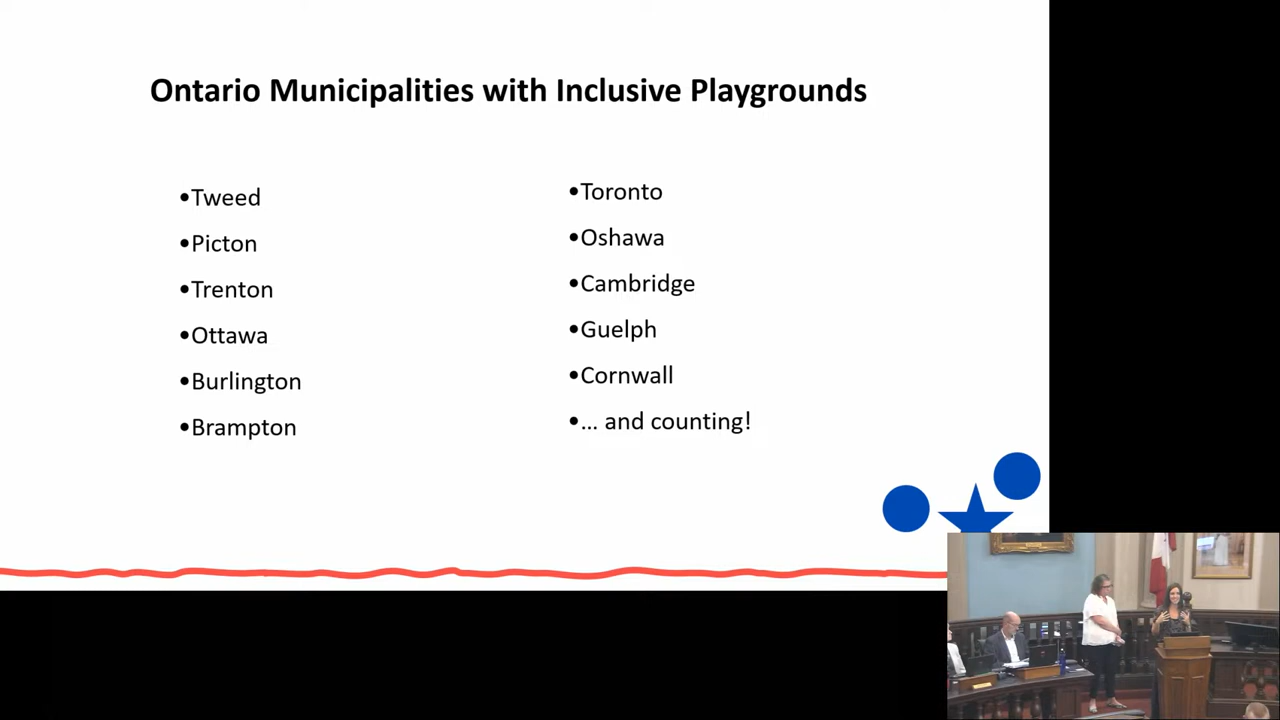 Ontario Municipalities with Inclusive Playgrounds
•Tweed
•Picton
•Trenton
•Ottawa
•Burlington
•Brampton
•Toronto
•Oshawa
•Cambridge
•Guelph
•Cornwall
•... and counting!